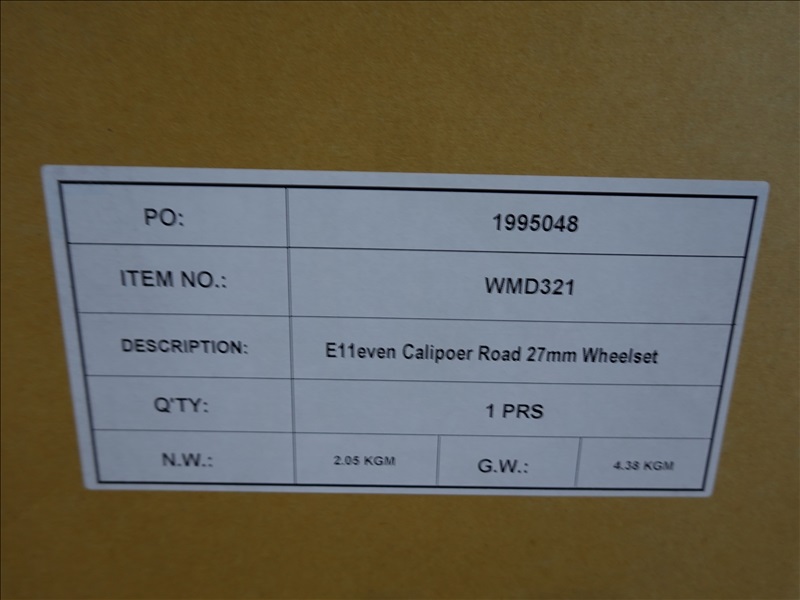 PO: 1995048
ITEM NO.: WMD321
DESCRIPTION: E11even Calipoer Road 27mm Wheelset
Q'TY: 1 PRS
N.W.: 2.05 KGM G.W.: 4.38 KGM